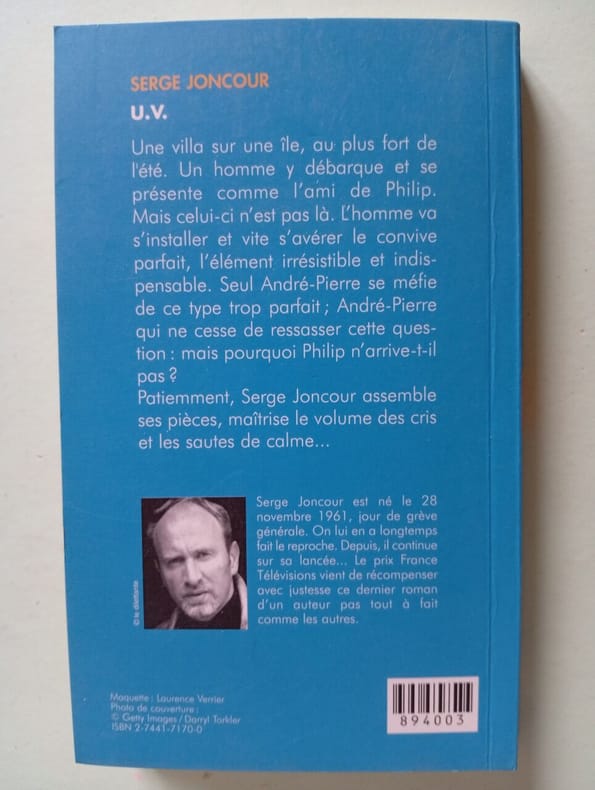 SERGE JONCOUR
U.V.
Une villa sur une île, au plus fort de
l'été. Un homme y débarque et se
présente comme l'ami de Philip.
Mais celui-ci n'est pas là. L'homme va
s'installer et vite s'avérer le convive
parfait, l'élément irrésistible et indis-
pensable. Seul André-Pierre se méfie
de ce type trop parfait ; André-Pierre
qui ne cesse de ressasser cette ques-
tion : mais pourquoi Philip n'arrive-t-il
pas ?
Patiemment, Serge Joncour assemble
ses pièces, maîtrise le volume des cris
et les sautes de calme...
Serge Joncour est né le 28
novembre 1961, jour de grève
générale. On lui en a longtemps
fait le reproche. Depuis, il continue
sur sa lancée... Le prix France
Télévisions vient de récompenser
avec justesse ce dernier roman
d'un auteur pas tout à fait
comme les autres.
© le dilettante
Maquette : Laurence Verrier
Photo de couverture :
© Getty Images / Darryl Torkler
ISBN 2-7441-7170-0
894003